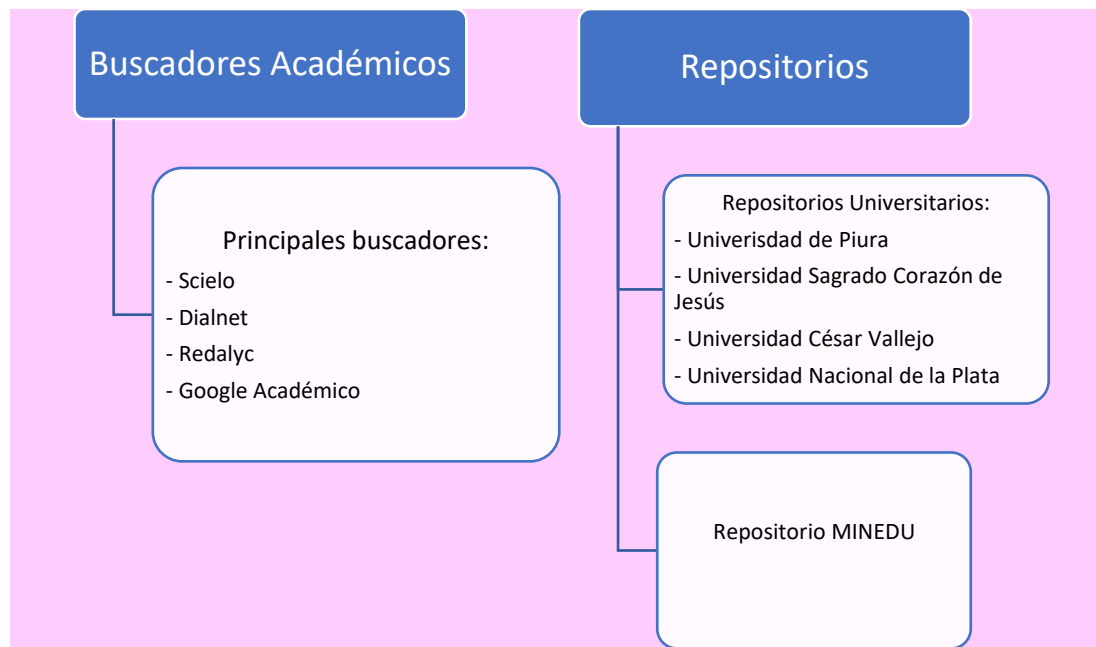 Buscadores Académicos
Principales buscadores:
- Scielo
- Dialnet
- Redalyc
- Google Académico
Repositorios
Repositorios Universitarios:
- Univerisdad de Piura
- Universidad Sagrado Corazón de
Jesús
- Universidad César Vallejo
- Universidad Nacional de la Plata
Repositorio MINEDU